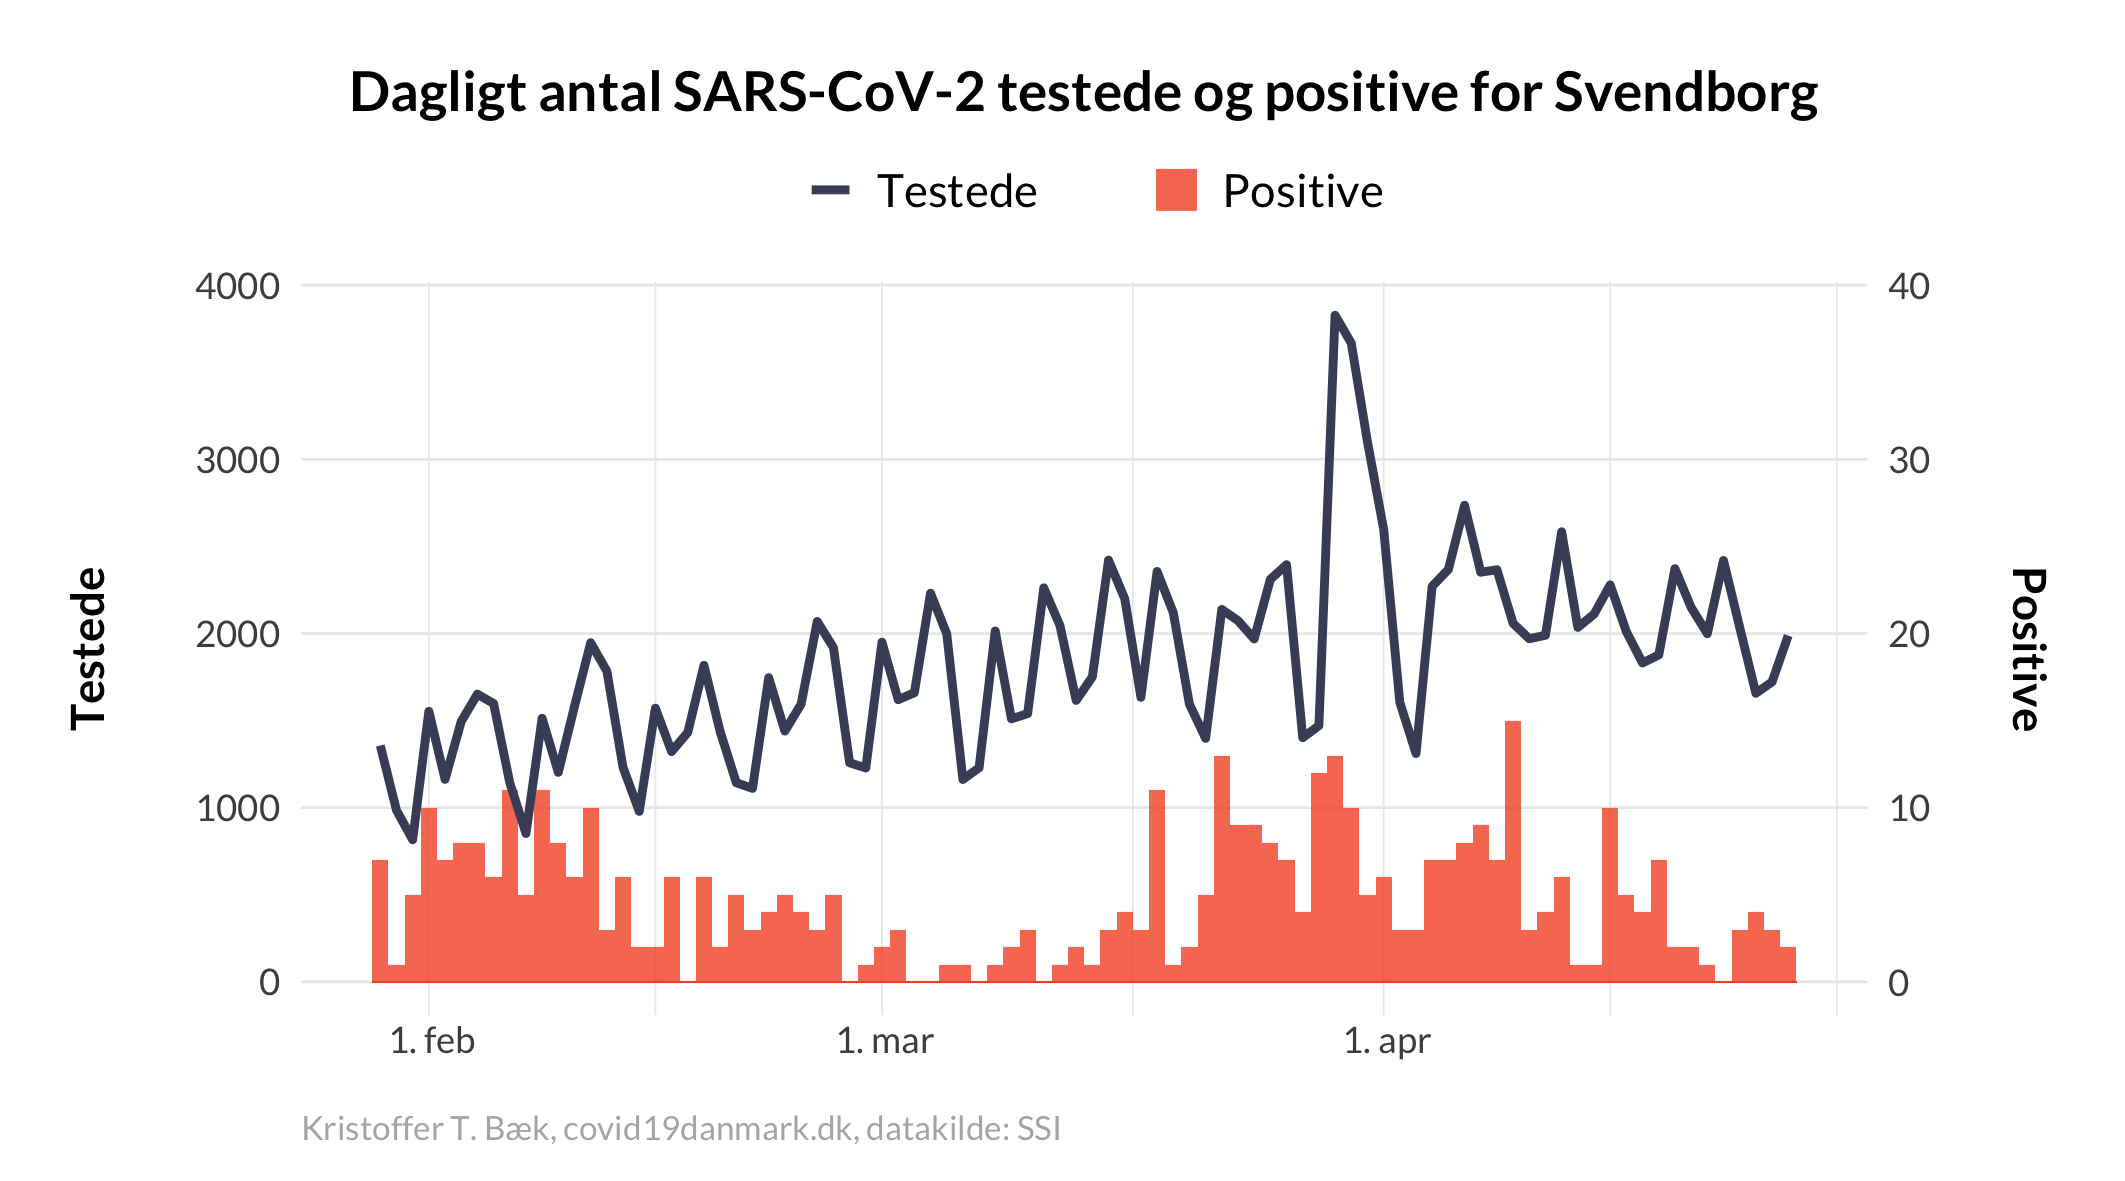 Dagligt antal SARS-CoV-2 testede og positive for Svendborg
Testede
Positive
4000
3000
2000
1000
0
40
30
20
10
0
Testede
Positive
1. feb
1. mar
1. apr
Kristoffer T. Bæk, covid19danmark.dk, datakilde: SSI